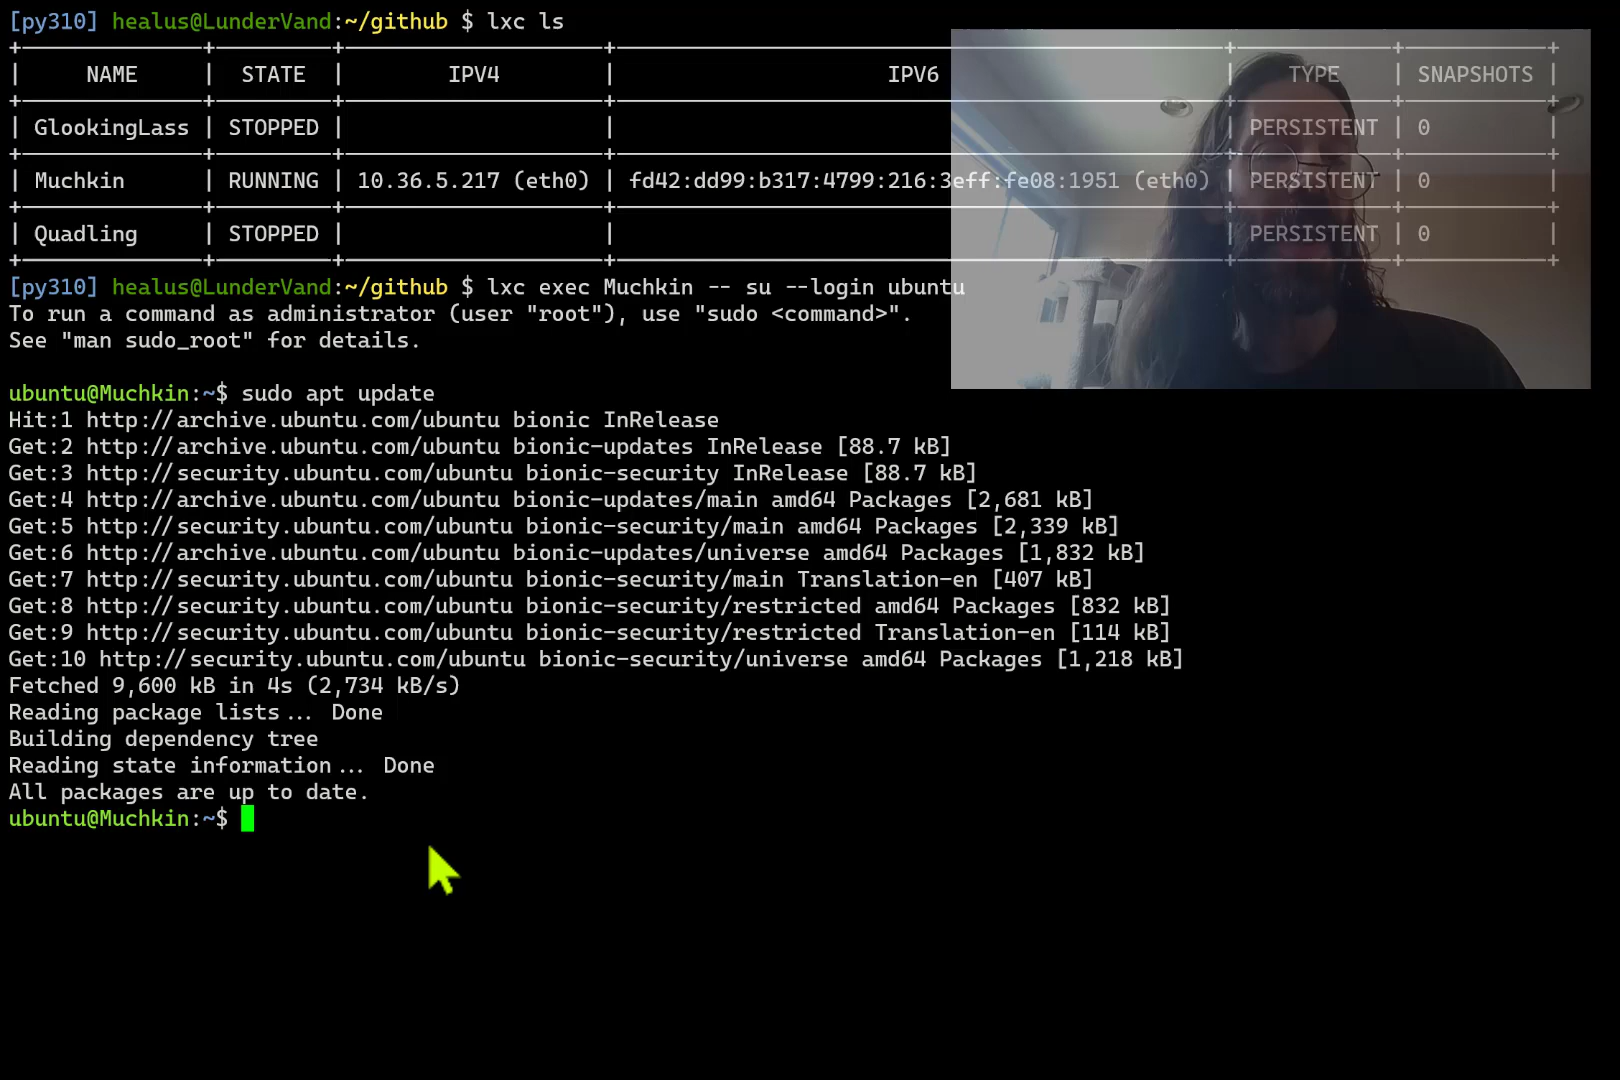 [py310] healus@LunderVand:~/github $ lxc ls
+--------------+---------+--------------------+-----------------------------------------------+------------+-----------+
| NAME | STATE | IPV4 | IPV6 | TYPE | SNAPSHOTS |
+--------------+---------+--------------------+-----------------------------------------------+------------+-----------+
| GlookingLass | STOPPED | | | PERSISTENT | 0 |
+--------------+---------+--------------------+-----------------------------------------------+------------+-----------+
| Muchkin | RUNNING | 10.36.5.217 (eth0) | fd42:dd99:b317:4799:216:3eff:fe08:1951 (eth0) | PERSISTENT | 0 |
+--------------+---------+--------------------+-----------------------------------------------+------------+-----------+
| Quadling | STOPPED | | | PERSISTENT | 0 |
+--------------+---------+--------------------+-----------------------------------------------+------------+-----------+
[py310] healus@LunderVand:~/github $ lxc exec Muchkin -- su --login ubuntu
To run a command as administrator (user "root"), use "sudo <command>".
See "man sudo_root" for details.
ubuntu@Muchkin:~$ sudo apt update
Hit:1 http://archive.ubuntu.com/ubuntu bionic InRelease
Get:2 http://archive.ubuntu.com/ubuntu bionic-updates InRelease [88.7 kB]
Get:3 http://security.ubuntu.com/ubuntu bionic-security InRelease [88.7 kB]
Get:4 http://archive.ubuntu.com/ubuntu bionic-updates/main amd64 Packages [2,681 kB]
Get:5 http://security.ubuntu.com/ubuntu bionic-security/main amd64 Packages [2,339 kB]
Get:6 http://archive.ubuntu.com/ubuntu bionic-updates/universe amd64 Packages [1,832 kB]
Get:7 http://security.ubuntu.com/ubuntu bionic-security/main Translation-en [407 kB]
Get:8 http://security.ubuntu.com/ubuntu bionic-security/restricted amd64 Packages [832 kB]
Get:9 http://security.ubuntu.com/ubuntu bionic-security/restricted Translation-en [114 kB]
Get:10 http://security.ubuntu.com/ubuntu bionic-security/universe amd64 Packages [1,218 kB]
Fetched 9,600 kB in 4s (2,734 kB/s)
Reading package lists... Done
Building dependency tree
Reading state information... Done
All packages are up to date.
ubuntu@Muchkin:~$